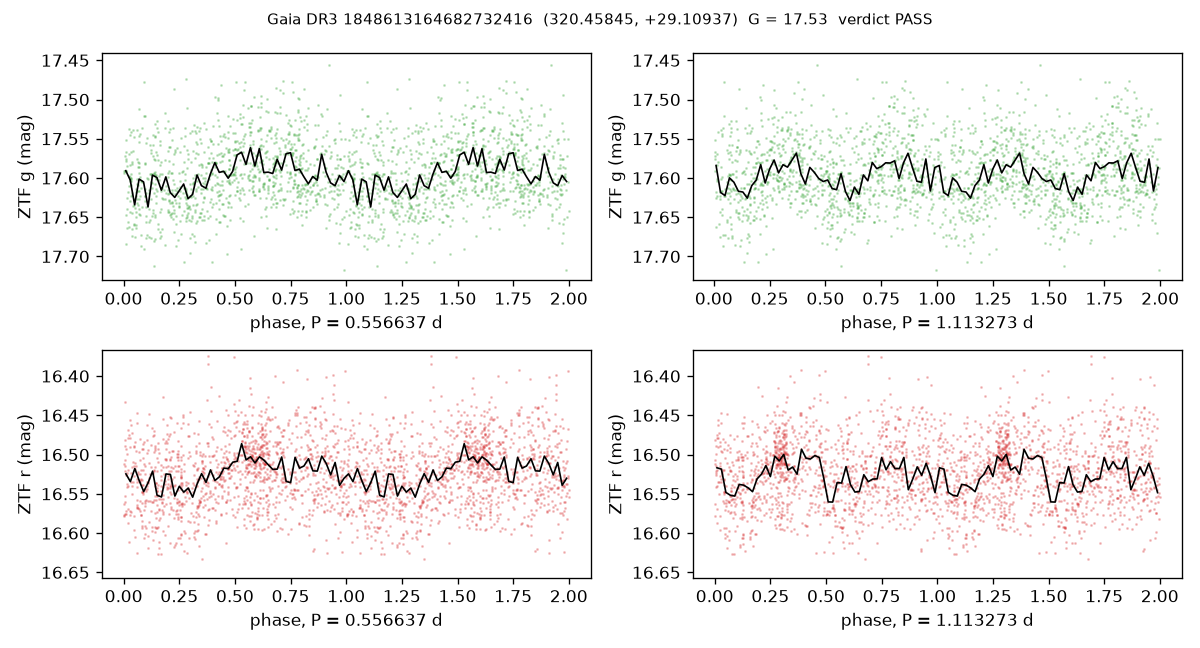 Gaia DR3 1848613164682732416 (320.45845, +29.10937) G = 17.53 verdict PASS
17.45
17.50
17.55
17.60
17.65
17.70
ZTF g (mag)
0.00 0.25 0.50 0.75 1.00 1.25 1.50 1.75 2.00
phase, P = 0.556637 d
17.45
17.50
17.55
17.60
17.65
17.70
ZTF g (mag)
0.00 0.25 0.50 0.75 1.00 1.25 1.50 1.75 2.00
phase, P = 1.113273 d
16.40
16.45
16.50
16.55
16.60
16.65
ZTF r (mag)
0.00 0.25 0.50 0.75 1.00 1.25 1.50 1.75 2.00
phase, P = 0.556637 d
16.40
16.45
16.50
16.55
16.60
16.65
ZTF r (mag)
0.00 0.25 0.50 0.75 1.00 1.25 1.50 1.75 2.00
phase, P = 1.113273 d